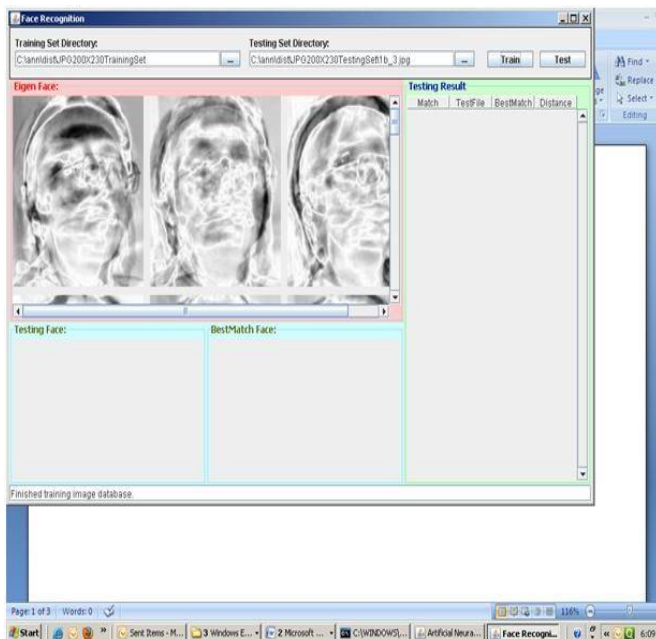 Face Recognition
Training Set Directory:
Testing Set Directory:
C:\ann\dist\JPG200X230TrainingSet
...
C:\ann\dist\JPG200X230TestingSet\1b_3.jpg
...
Train
Test
Eigen Face:
Testing Result
Match TestFile BestMatch Distance
Testing Face:
BestMatch Face:
Finished training image database.
Find
Replace
Select
Editing
Page: 1 of 3 Words: 0
116%
Start
Sent Items - M...
3 Windows E...
2 Microsoft ...
C:\WINDOWS\...
Artificial Neura...
Face Recogni...
6:09